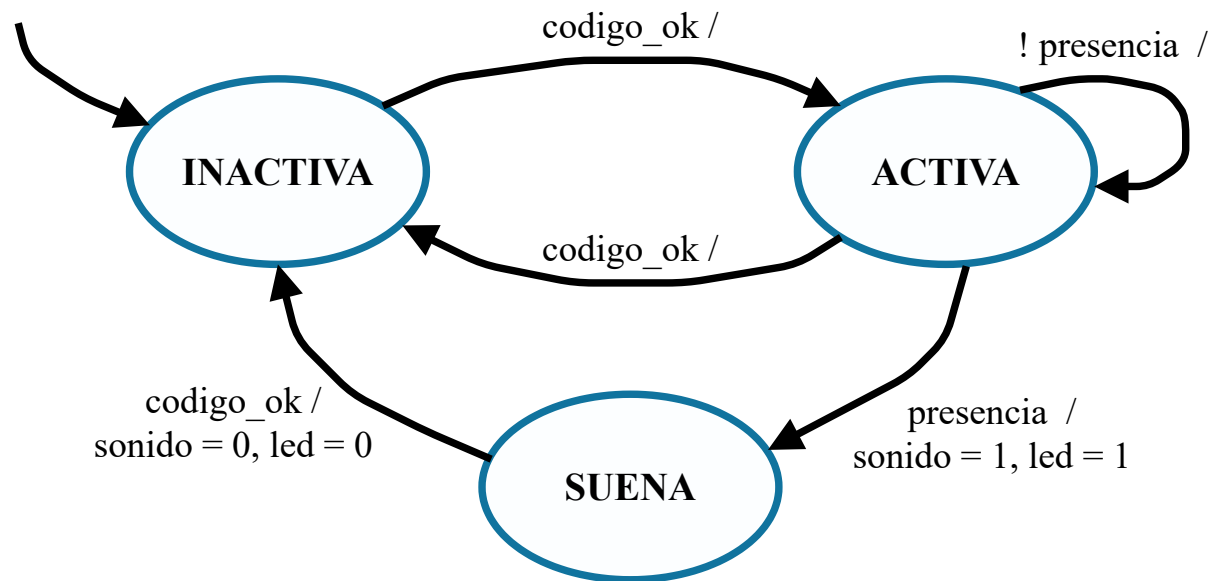 codigo_ok /
! presencia /
INACTIVA
ACTIVA
codigo_ok /
codigo_ok /
sonido = 0, led = 0
presencia /
sonido = 1, led = 1
SUENA